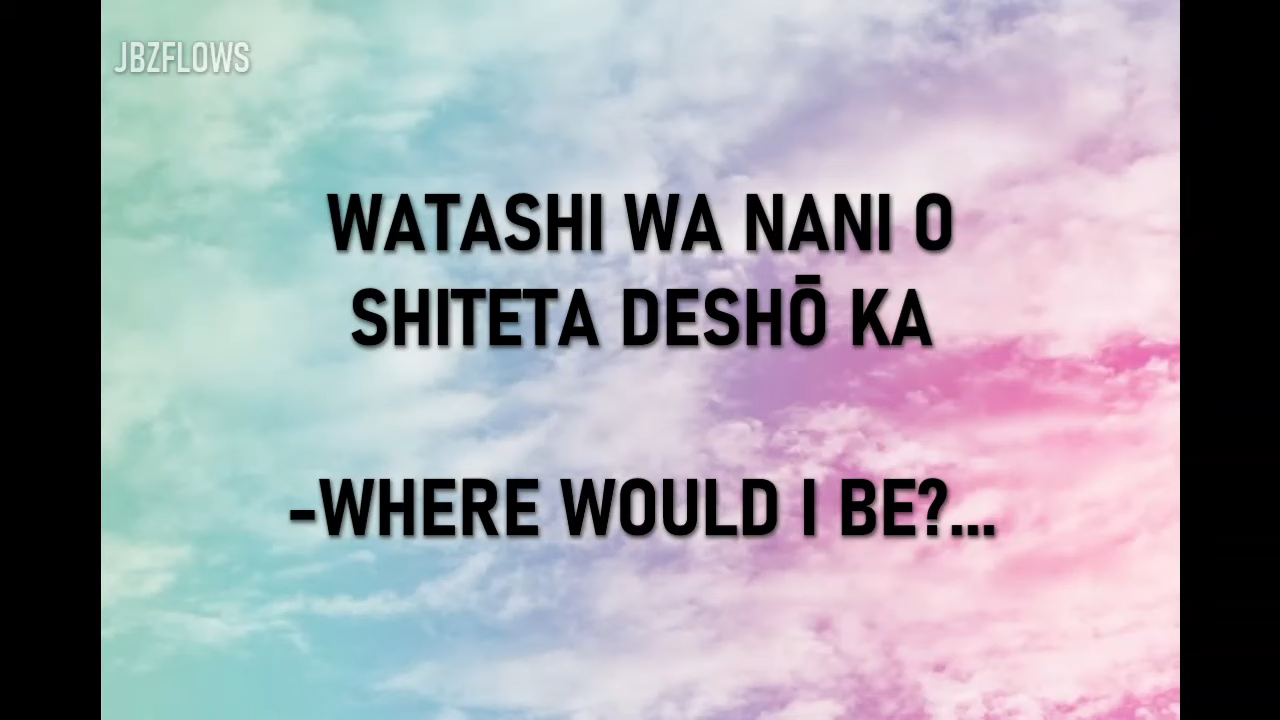 JBZFLOWS
WATASHI WA NANI O
SHITETA DESHŌ KA
-WHERE WOULD I BE?...